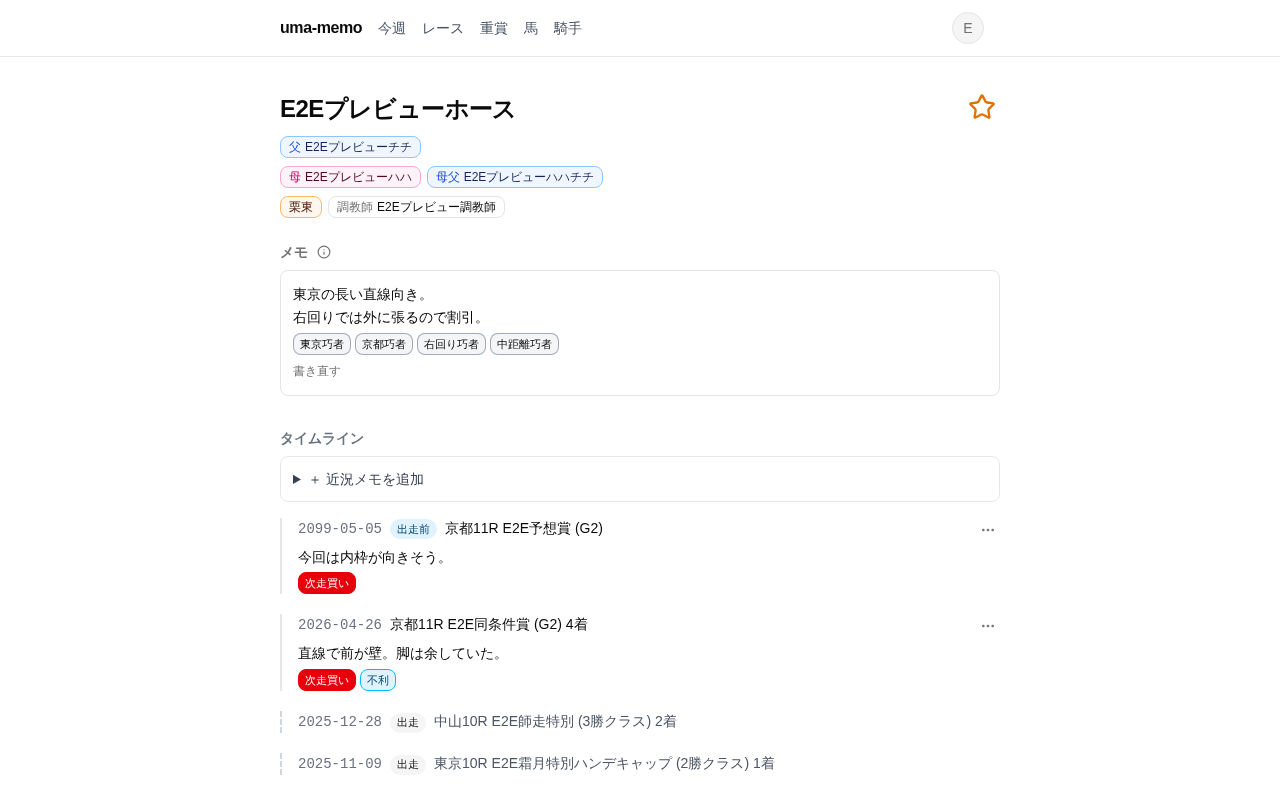 uma-memo 今週 レース 重賞 馬 騎手 E
E2Eプレビューホース
父 E2Eプレビューチチ
母 E2Eプレビューハハ 母父 E2Eプレビューハハチチ
栗東 調教師 E2Eプレビュー調教師
メモ
東京の長い直線向き。
右回りでは外に張るので割引。
東京巧者 京都巧者 右回り巧者 中距離巧者
書き直す
タイムライン
▶ ＋ 近況メモを追加
2099-05-05 出走前 京都11R E2E予想賞 (G2)
今回は内枠が向きそう。
次走買い
2026-04-26 京都11R E2E同条件賞 (G2) 4着
直線で前が壁。脚は余していた。
次走買い 不利
2025-12-28 出走 中山10R E2E師走特別 (3勝クラス) 2着
2025-11-09 出走 東京10R E2E霜月特別ハンデキャップ (2勝クラス) 1着